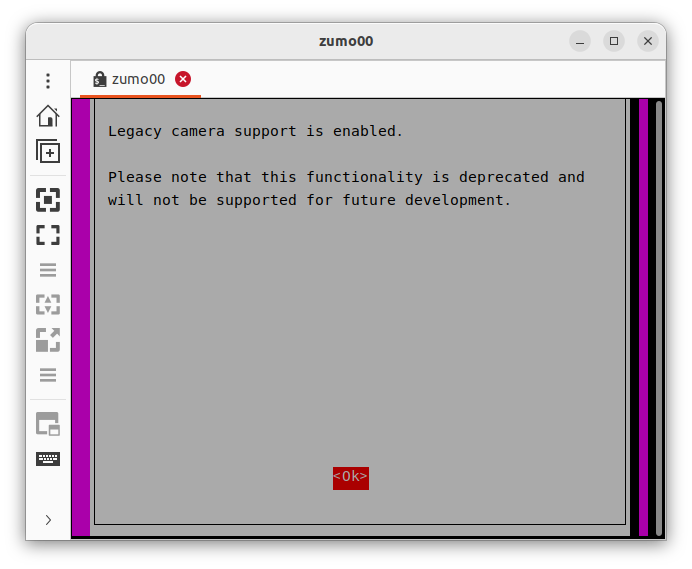 zumo00
zumo00
Legacy camera support is enabled.
Please note that this functionality is deprecated and
will not be supported for future development.
<Ok>